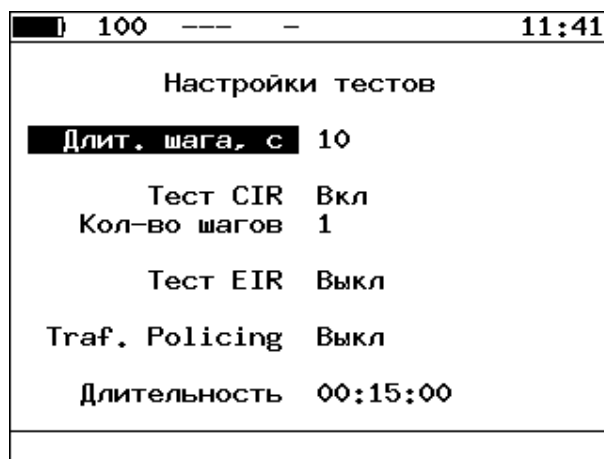 100 --- - 11:41
Настройки тестов
Длит. шага, с 10
Тест CIR Вкл
Кол-во шагов 1
Тест EIR Выкл
Traf. Policing Выкл
Длительность 00:15:00